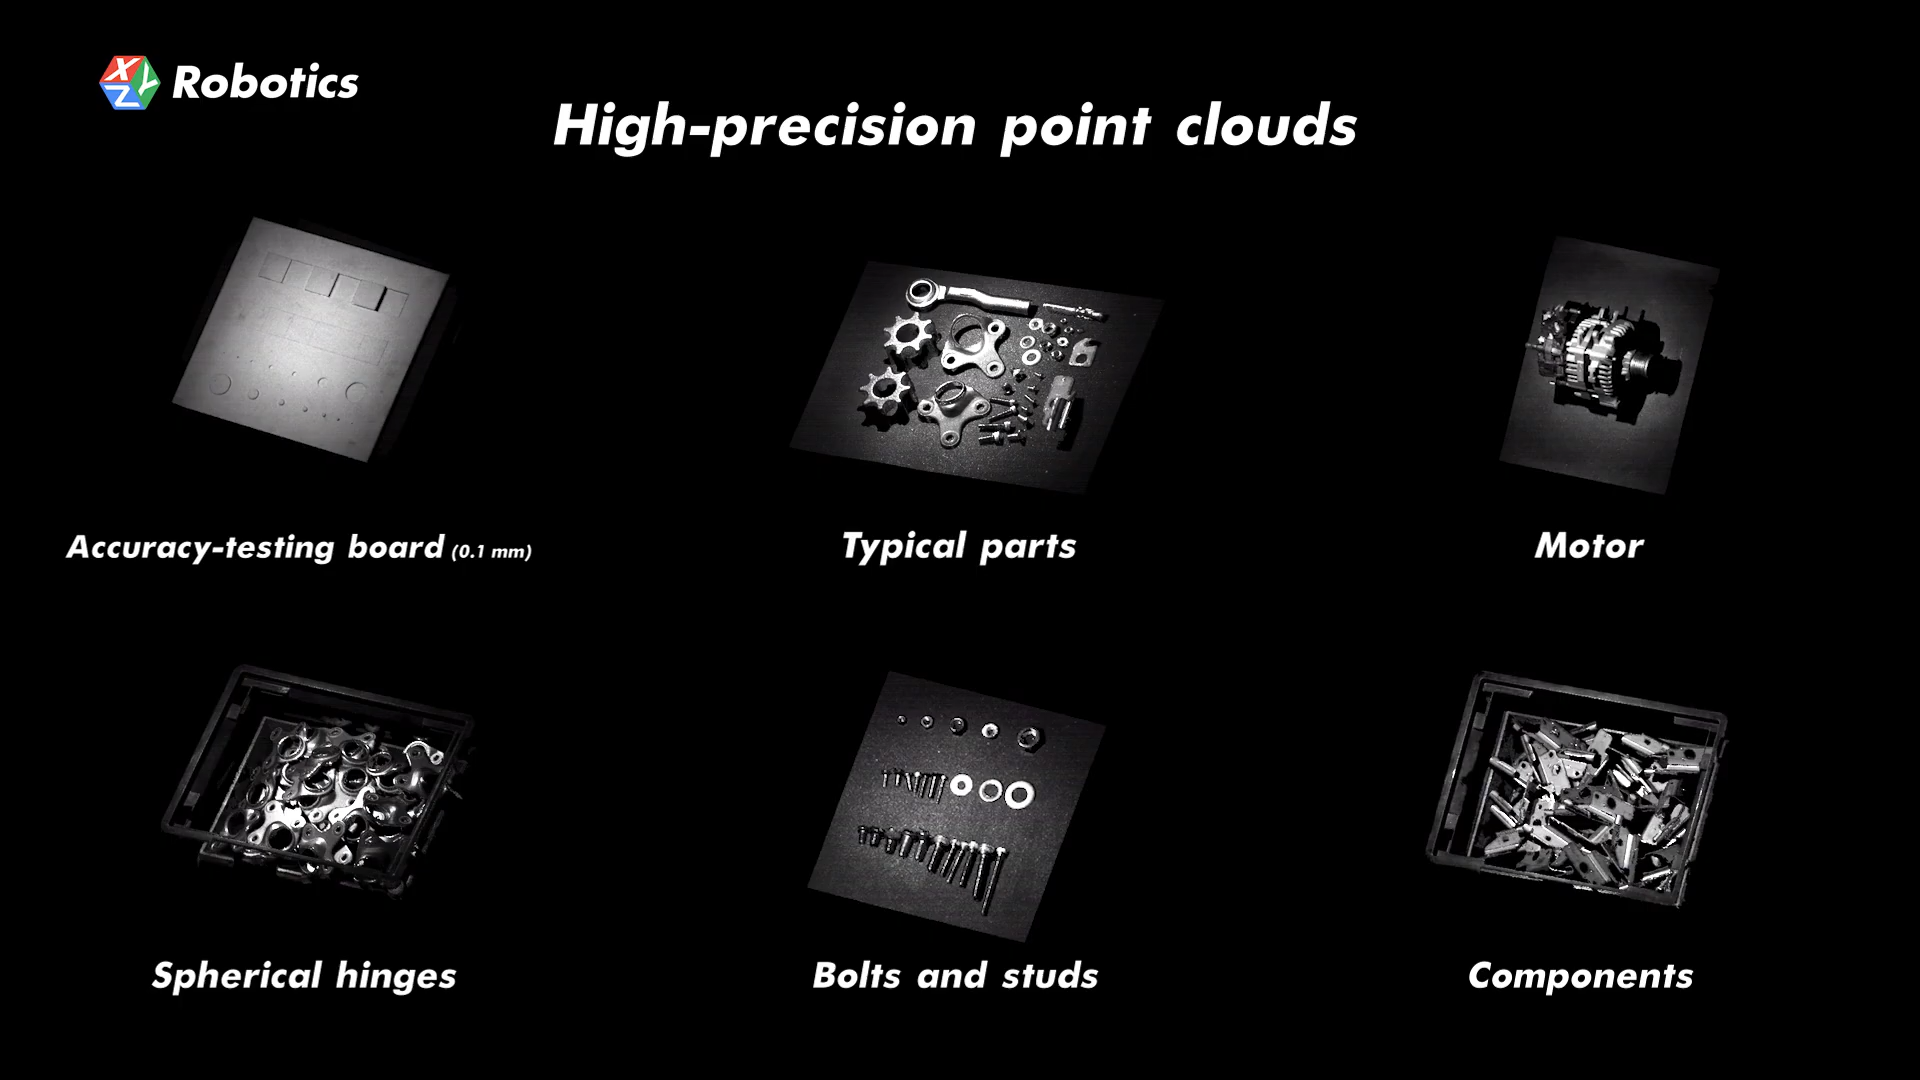 XYZ Robotics
High-precision point clouds
Accuracy-testing board (0.1 mm)
Typical parts
Motor
Spherical hinges
Bolts and studs
Components